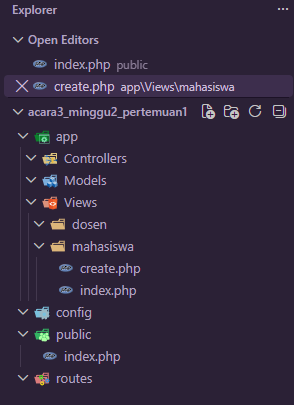 Explorer
Open Editors
index.php public
create.php app\Views\mahasiswa
acara3_minggu2_pertemuan1
app
Controllers
Models
Views
dosen
mahasiswa
create.php
index.php
config
public
index.php
routes